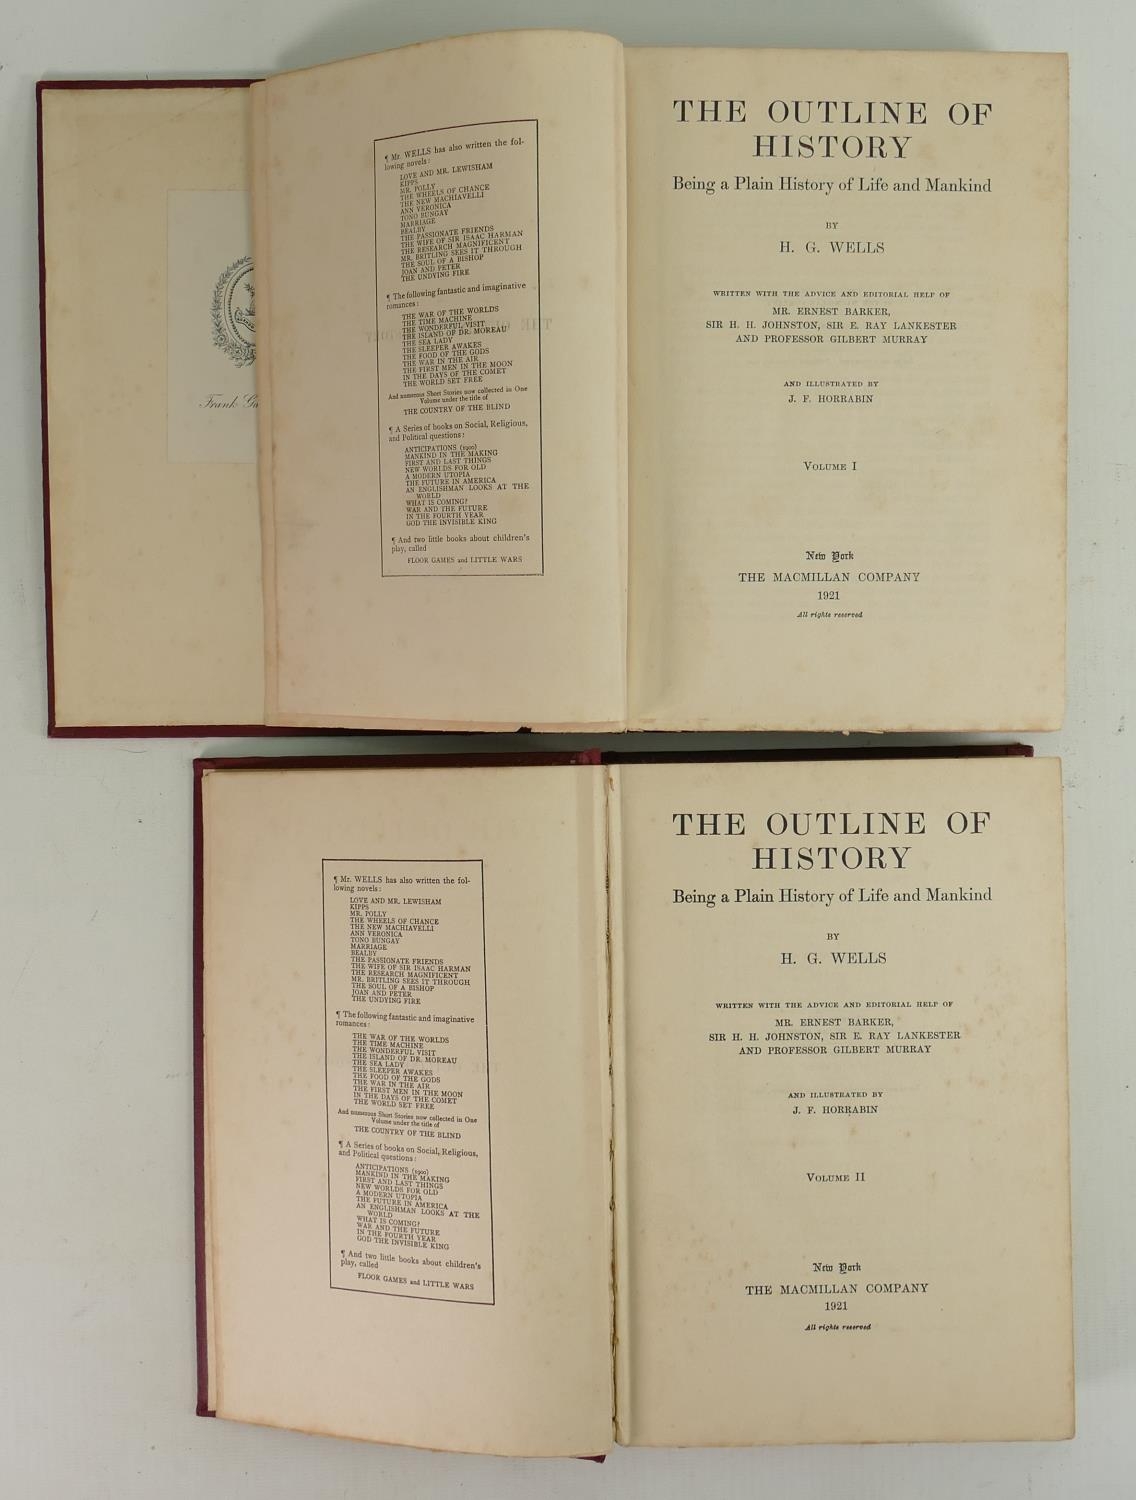 Frank
¶ Mr. WELLS has also written the fol-
lowing novels:
LOVE AND MR. LEWISHAM
KIPPS
MR. POLLY
THE WHEELS OF CHANCE
THE NEW MACHIAVELLI
ANN VERONICA
TONO BUNGAY
MARRIAGE
BEALBY
THE PASSIONATE FRIENDS
THE WIFE OF SIR ISAAC HARMAN
THE RESEARCH MAGNIFICENT
MR. BRITLING SEES IT THROUGH
THE SOUL OF A BISHOP
JOAN AND PETER
THE UNDYING FIRE
¶ The following fantastic and imaginative
romances:
THE WAR OF THE WORLDS
THE TIME MACHINE
THE WONDERFUL VISIT
THE ISLAND OF DR. MOREAU
THE SEA LADY
THE SLEEPER AWAKES
THE FOOD OF THE GODS
THE WAR IN THE AIR
THE FIRST MEN IN THE MOON
IN THE DAYS OF THE COMET
THE WORLD SET FREE
And numerous Short Stories now collected in One
Volume under the title of
THE COUNTRY OF THE BLIND
¶ A Series of books on Social, Religious,
and Political questions:
ANTICIPATIONS (1900)
MANKIND IN THE MAKING
FIRST AND LAST THINGS
NEW WORLDS FOR OLD
A MODERN UTOPIA
THE FUTURE IN AMERICA
AN ENGLISHMAN LOOKS AT THE
WORLD
WHAT IS COMING?
WAR AND THE FUTURE
IN THE FOURTH YEAR
GOD THE INVISIBLE KING
¶ And two little books about children's
play, called
FLOOR GAMES and LITTLE WARS
THE OUTLINE OF
HISTORY
Being a Plain History of Life and Mankind
BY
H. G. WELLS
WRITTEN WITH THE ADVICE AND EDITORIAL HELP OF
MR. ERNEST BARKER,
SIR H. H. JOHNSTON, SIR E. RAY LANKESTER
AND PROFESSOR GILBERT MURRAY
AND ILLUSTRATED BY
J. F. HORRABIN
VOLUME I
New York
THE MACMILLAN COMPANY
1921
All rights reserved
¶ Mr. WELLS has also written the fol-
lowing novels:
LOVE AND MR. LEWISHAM
KIPPS
MR. POLLY
THE WHEELS OF CHANCE
THE NEW MACHIAVELLI
ANN VERONICA
TONO BUNGAY
MARRIAGE
BEALBY
THE PASSIONATE FRIENDS
THE WIFE OF SIR ISAAC HARMAN
THE RESEARCH MAGNIFICENT
MR. BRITLING SEES IT THROUGH
THE SOUL OF A BISHOP
JOAN AND PETER
THE UNDYING FIRE
¶ The following fantastic and imaginative
romances:
THE WAR OF THE WORLDS
THE TIME MACHINE
THE WONDERFUL VISIT
THE ISLAND OF DR. MOREAU
THE SEA LADY
THE SLEEPER AWAKES
THE FOOD OF THE GODS
THE WAR IN THE AIR
THE FIRST MEN IN THE MOON
IN THE DAYS OF THE COMET
THE WORLD SET FREE
And numerous Short Stories now collected in One
Volume under the title of
THE COUNTRY OF THE BLIND
¶ A Series of books on Social, Religious,
and Political questions:
ANTICIPATIONS (1900)
MANKIND IN THE MAKING
FIRST AND LAST THINGS
NEW WORLDS FOR OLD
A MODERN UTOPIA
THE FUTURE IN AMERICA
AN ENGLISHMAN LOOKS AT THE
WORLD
WHAT IS COMING?
WAR AND THE FUTURE
IN THE FOURTH YEAR
GOD THE INVISIBLE KING
¶ And two little books about children's
play, called
FLOOR GAMES and LITTLE WARS
THE OUTLINE OF
HISTORY
Being a Plain History of Life and Mankind
BY
H. G. WELLS
WRITTEN WITH THE ADVICE AND EDITORIAL HELP OF
MR. ERNEST BARKER,
SIR H. H. JOHNSTON, SIR E. RAY LANKESTER
AND PROFESSOR GILBERT MURRAY
AND ILLUSTRATED BY
J. F. HORRABIN
VOLUME II
New York
THE MACMILLAN COMPANY
1921
All rights reserved